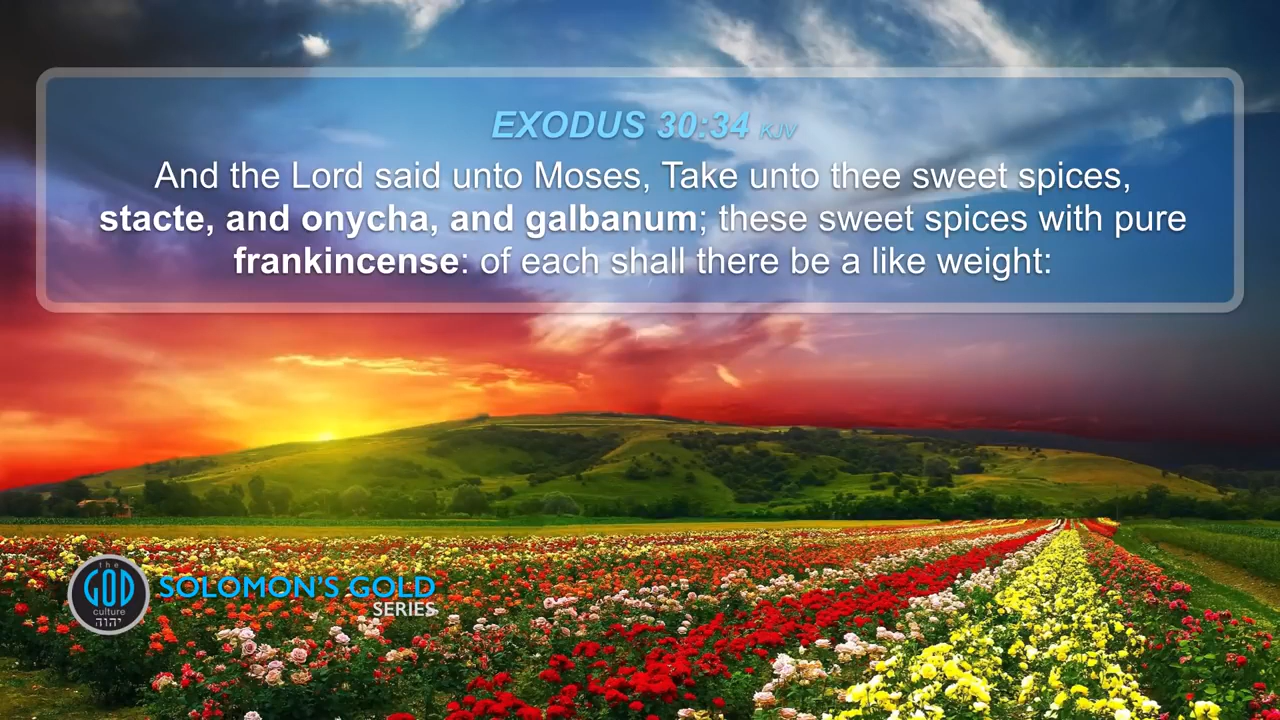 EXODUS 30:34 KJV
And the Lord said unto Moses, Take unto thee sweet spices,
stacte, and onycha, and galbanum; these sweet spices with pure
frankincense: of each shall there be a like weight:
the
GOD
culture
יהוה
SOLOMON'S GOLD
SERIES